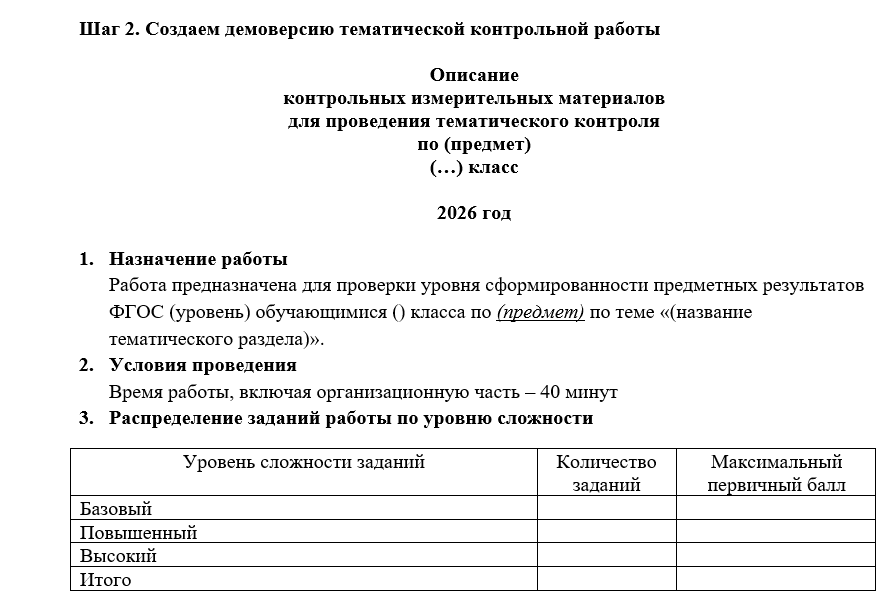 Шаг 2. Создаем демоверсию тематической контрольной работы
Описание
контрольных измерительных материалов
для проведения тематического контроля
по (предмет)
(…) класс
2026 год
1. Назначение работы
Работа предназначена для проверки уровня сформированности предметных результатов
ФГОС (уровень) обучающимися () класса по (предмет) по теме «(название
тематического раздела)».
2. Условия проведения
Время работы, включая организационную часть – 40 минут
3. Распределение заданий работы по уровню сложности
Уровень сложности заданий
Количество
заданий
Максимальный
первичный балл
Базовый
Повышенный
Высокий
Итого